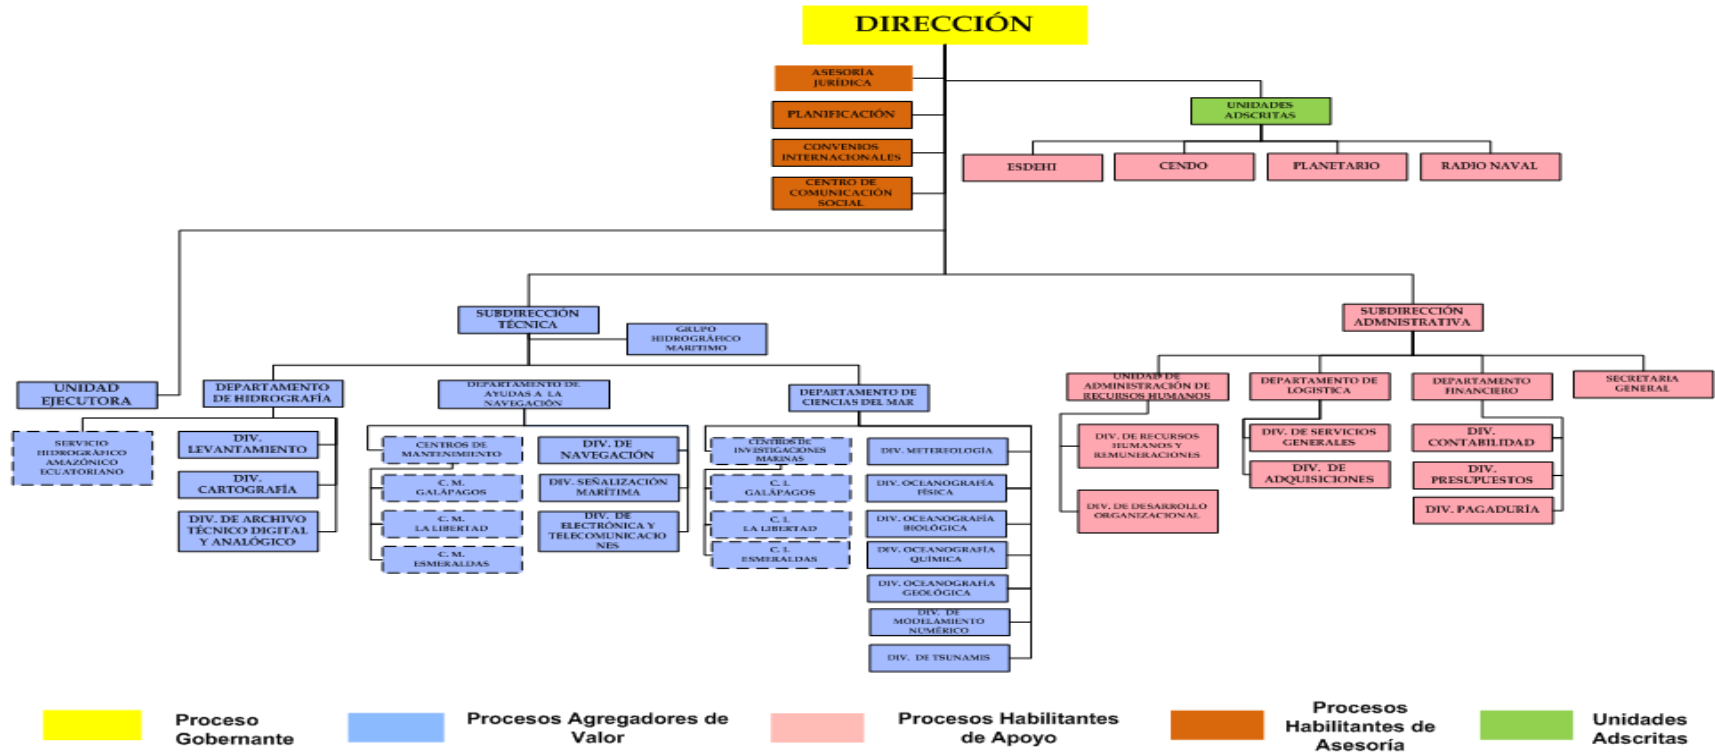 DIRECCIÓN
ASESORÍA
JURÍDICA
PLANIFICACIÓN
CONVENIOS
INTERNACIONALES
CENTRO DE
COMUNICACIÓN
SOCIAL
UNIDADES
ADSCRITAS
ESDEHI
CENDO
PLANETARIO
RADIO NAVAL
SUBDIRECCIÓN
TÉCNICA
GRUPO
HIDROGRÁFICO
MARITIMO
SUBDIRECCIÓN
ADMNISTRATIVA
UNIDAD
EJECUTORA
DEPARTAMENTO
DE HIDROGRAFÍA
DEPARTAMENTO DE
AYUDAS A LA
NAVEGACIÓN
DEPARTAMENTO DE
CIENCIAS DEL MAR
UNIDAD DE
ADMINISTRACIÓN DE
RECURSOS HUMANOS
DEPARTAMENTO DE
LOGISTICA
DEPARTAMENTO
FINANCIERO
SECRETARIA
GENERAL
SERVICIO
HIDROGRÁFICO
AMAZÓNICO
ECUATORIANO
DIV.
LEVANTAMIENTO
DIV.
CARTOGRAFÍA
DIV. DE ARCHIVO
TÉCNICO DIGITAL
Y ANALÓGICO
CENTROS DE
MANTENIMIENTO
C. M.
GALÁPAGOS
C. M.
LA LIBERTAD
C. M.
ESMERALDAS
DIV. DE
NAVEGACIÓN
DIV. SEÑALIZACIÓN
MARÍTIMA
DIV. DE
ELECTRÓNICA Y
TELECOMUNICACIO
NES
CENTROS DE
INVESTIGACIONES
MARINAS
C. I.
GALÁPAGOS
C. I.
LA LIBERTAD
C. I.
ESMERALDAS
DIV. METEREOLOGÍA
DIV. OCEANOGRAFÍA
FÍSICA
DIV. OCEANOGRAFÍA
BIOLÓGICA
DIV. OCEANOGRAFÍA
QUÍMICA
DIV. OCEANOGRAFÍA
GEOLÓGICA
DIV. DE
MODELAMIENTO
NUMÉRICO
DIV. DE TSUNAMIS
DIV. DE RECURSOS
HUMANOS Y
REMUNERACIONES
DIV. DE DESARROLLO
ORGANIZACIONAL
DIV. DE SERVICIOS
GENERALES
DIV. DE
ADQUISICIONES
DIV.
CONTABILIDAD
DIV.
PRESUPUESTOS
DIV. PAGADURÍA
Proceso
Gobernante
Procesos Agregadores de
Valor
Procesos Habilitantes
de Apoyo
Procesos
Habilitantes de
Asesoría
Unidades
Adscritas